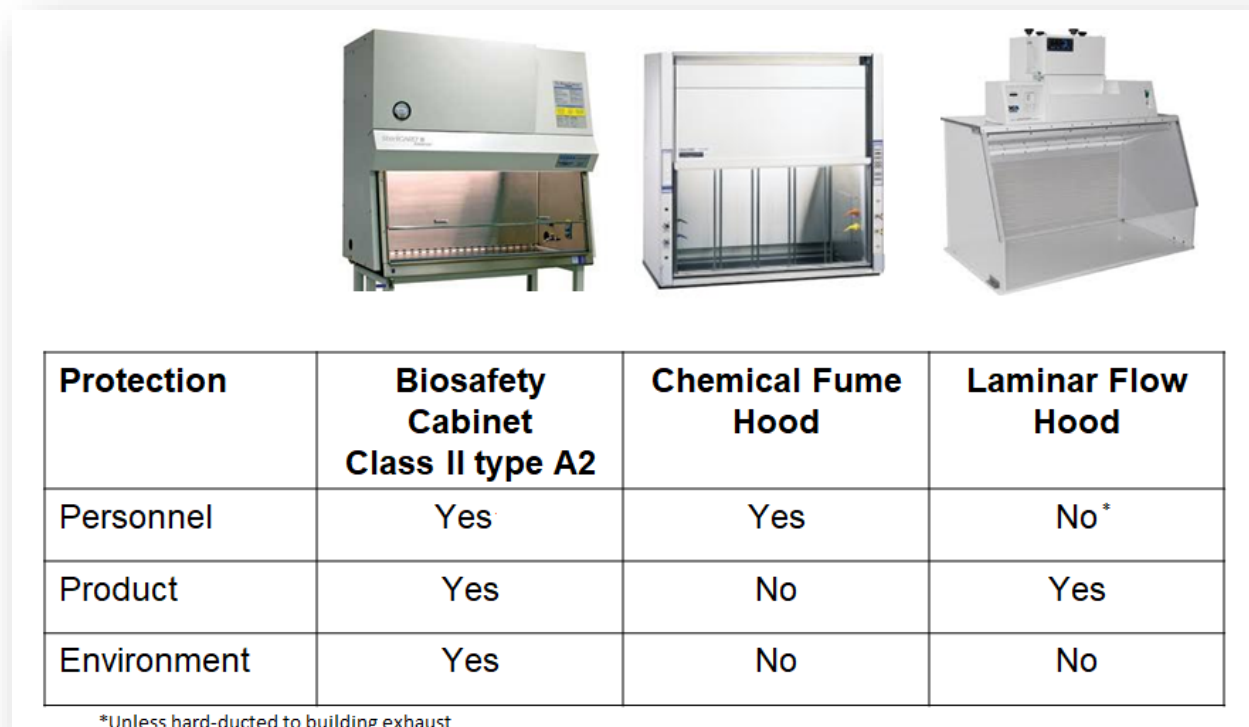 Protection
Biosafety
Cabinet
Class II type A2
Chemical Fume
Hood
Laminar Flow
Hood
Personnel
Yes
Yes
No*
Product
Yes
No
Yes
Environment
Yes
No
No
*Unless hard-ducted to building exhaust